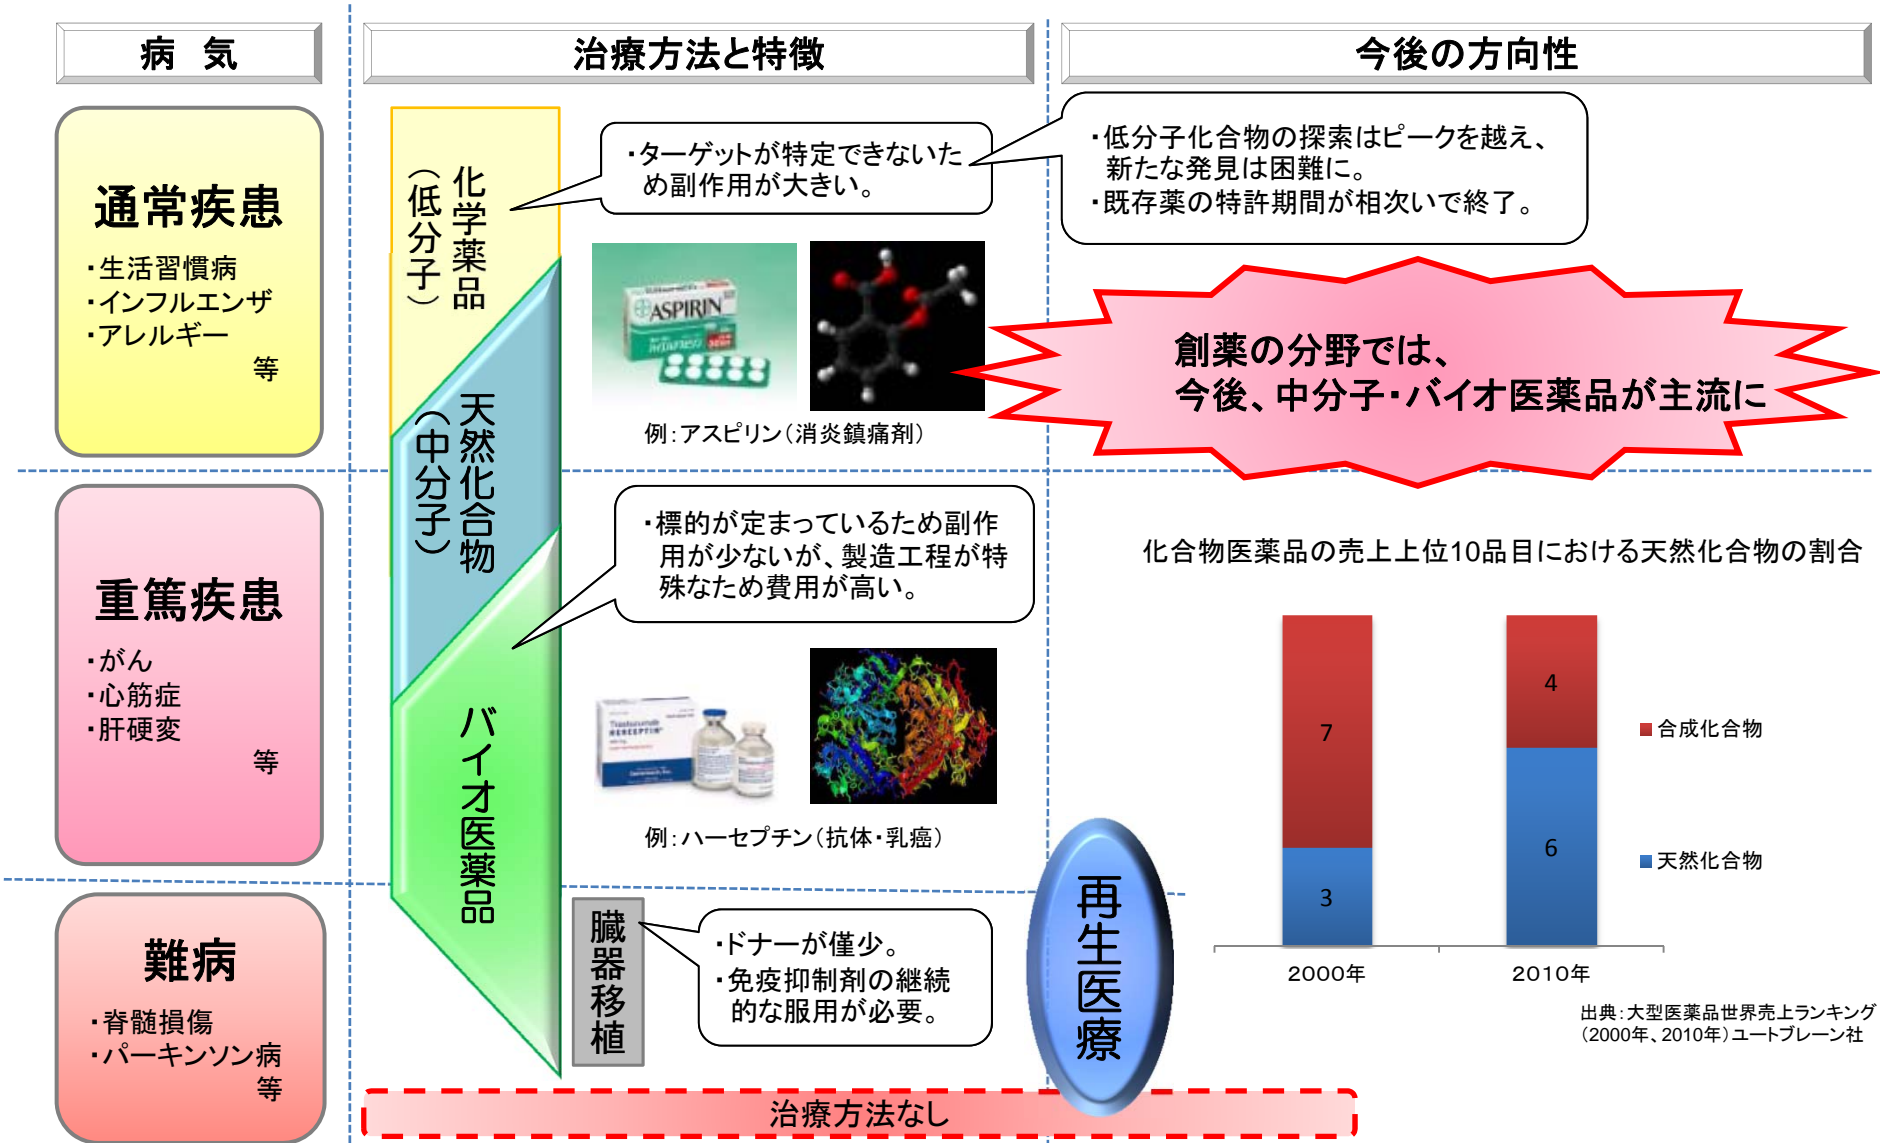 病 気
治療方法と特徴
今後の方向性
通常疾患
・生活習慣病
・インフルエンザ
・アレルギー
等
化学薬品
（低分子）
・ターゲットが特定できないた
め副作用が大きい。
・低分子化合物の探索はピークを越え、
新たな発見は困難に。
・既存薬の特許期間が相次いで終了。
ASPIRIN
例：アスピリン（消炎鎮痛剤）
創薬の分野では、
今後、中分子・バイオ医薬品が主流に
天然化合物
（中分子）
重篤疾患
・がん
・心筋症
・肝硬変
等
・標的が定まっているため副作
用が少ないが、製造工程が特
殊なため費用が高い。
バイオ医薬品
Trastuzumab
HERCEPTIN
例：ハーセプチン（抗体・乳癌）
化合物医薬品の売上上位10品目における天然化合物の割合
7
4
3
6
合成化合物
天然化合物
2000年
2010年
出典：大型医薬品世界売上ランキング
（2000年、2010年）ユートブレーン社
難病
・脊髄損傷
・パーキンソン病
等
臓器移植
・ドナーが僅少。
・免疫抑制剤の継続
的な服用が必要。
再生医療
治療方法なし